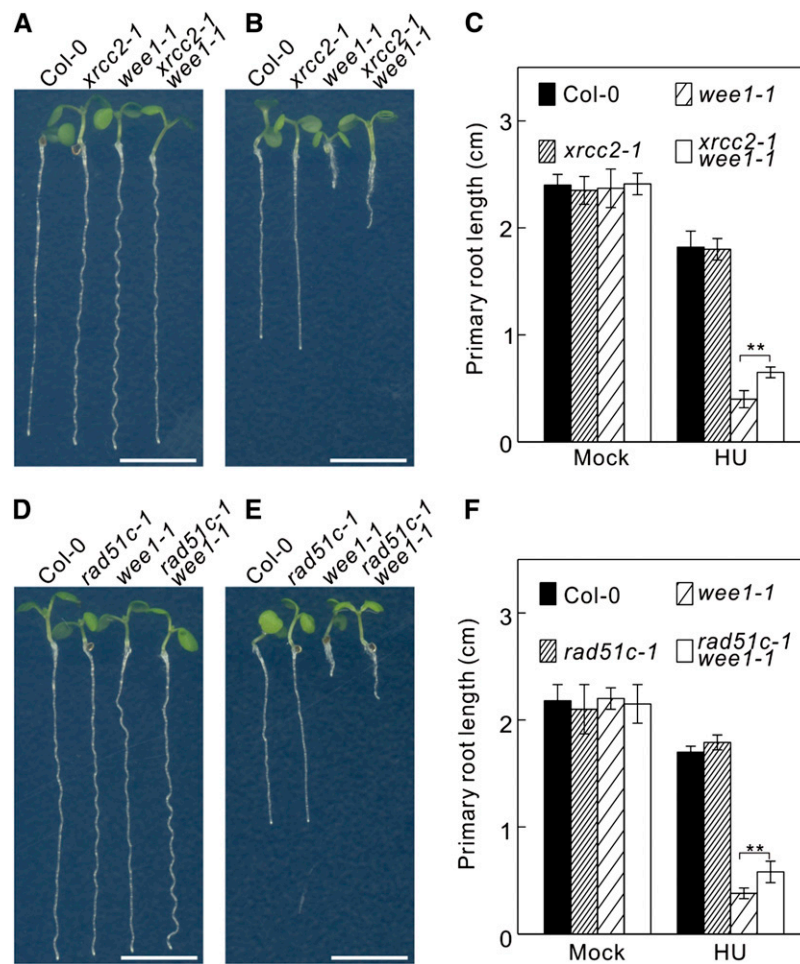 A
Col-0
xrcc2-1
wee1-1
xrcc2-1
wee1-1
B
Col-0
xrcc2-1
wee1-1
xrcc2-1
wee1-1
C
Primary root length (cm)
3
2
1
0
Col-0
wee1-1
xrcc2-1
xrcc2-1
wee1-1
**
Mock
HU
D
Col-0
rad51c-1
wee1-1
rad51c-1
wee1-1
E
Col-0
rad51c-1
wee1-1
rad51c-1
wee1-1
F
Primary root length (cm)
3
2
1
0
Col-0
wee1-1
rad51c-1
rad51c-1
wee1-1
**
Mock
HU